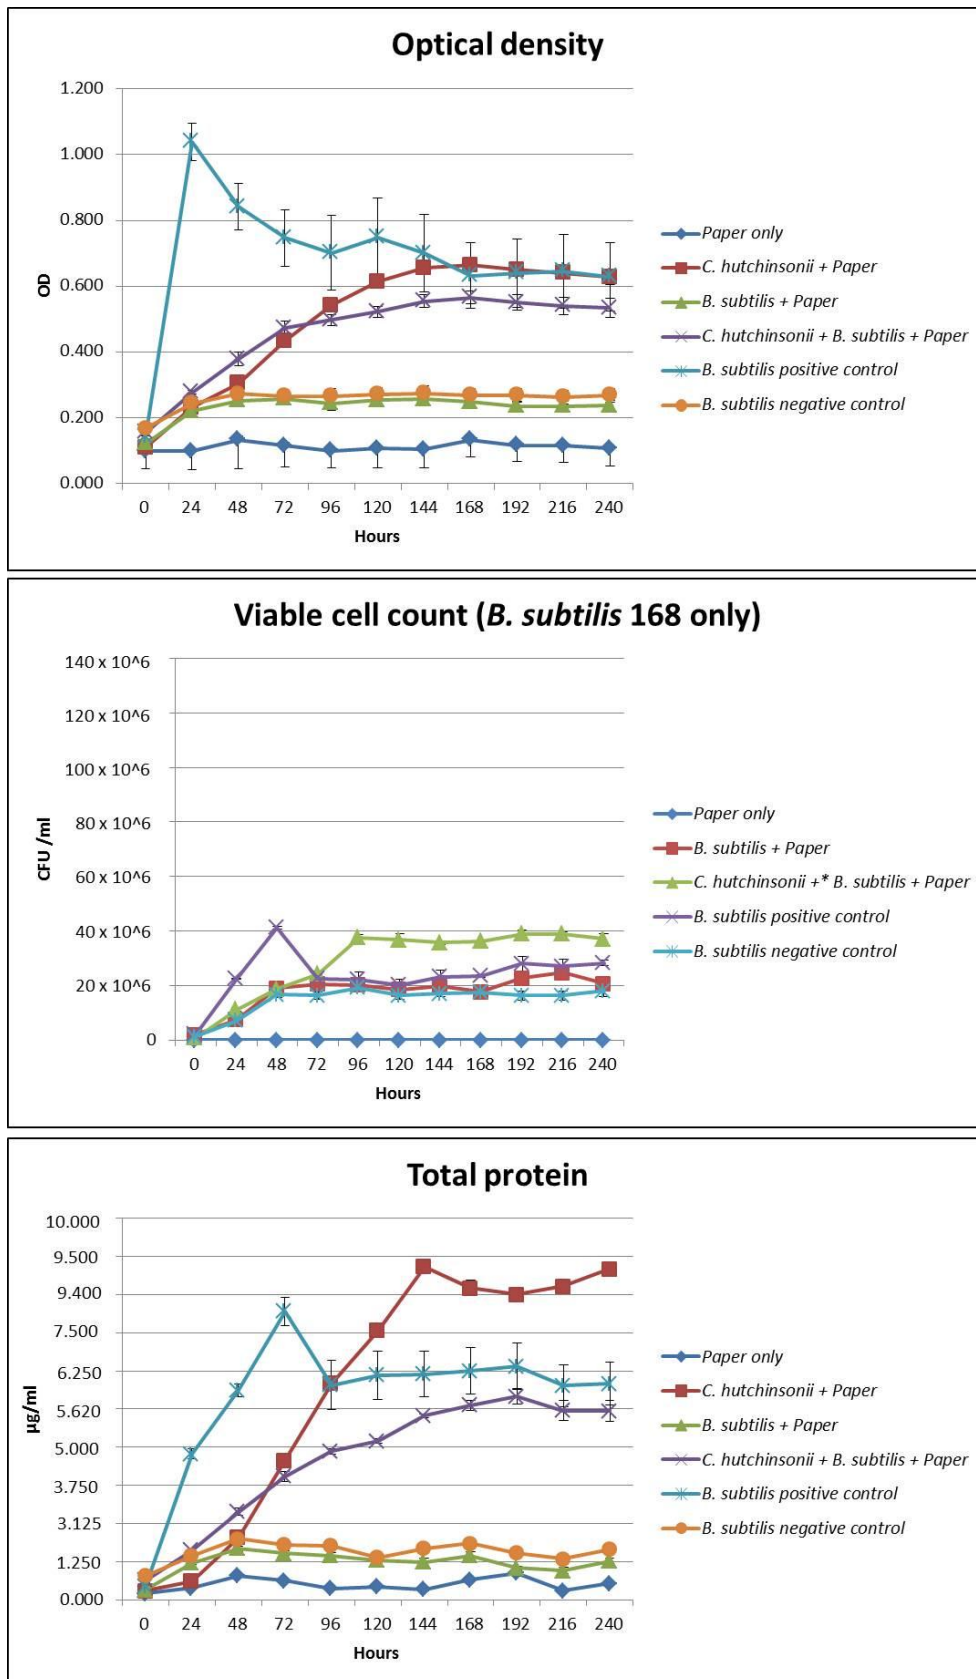 Optical density
1.200
1.000
0.800
0.600
0.400
0.200
0.000
OD
0 24 48 72 96 120 144 168 192 216 240
Hours
Paper only
C. hutchinsonii + Paper
B. subtilis + Paper
C. hutchinsonii + B. subtilis + Paper
B. subtilis positive control
B. subtilis negative control
Viable cell count (B. subtilis 168 only)
140 x 10^6
120 x 10^6
100 x 10^6
80 x 10^6
60 x 10^6
40 x 10^6
20 x 10^6
0
CFU /ml
0 24 48 72 96 120 144 168 192 216 240
Hours
Paper only
B. subtilis + Paper
C. hutchinsonii +* B. subtilis + Paper
B. subtilis positive control
B. subtilis negative control
Total protein
10.000
9.500
9.400
7.500
6.250
5.620
5.000
3.750
3.125
1.250
0.000
µg/ml
0 24 48 72 96 120 144 168 192 216 240
Hours
Paper only
C. hutchinsonii + Paper
B. subtilis + Paper
C. hutchinsonii + B. subtilis + Paper
B. subtilis positive control
B. subtilis negative control